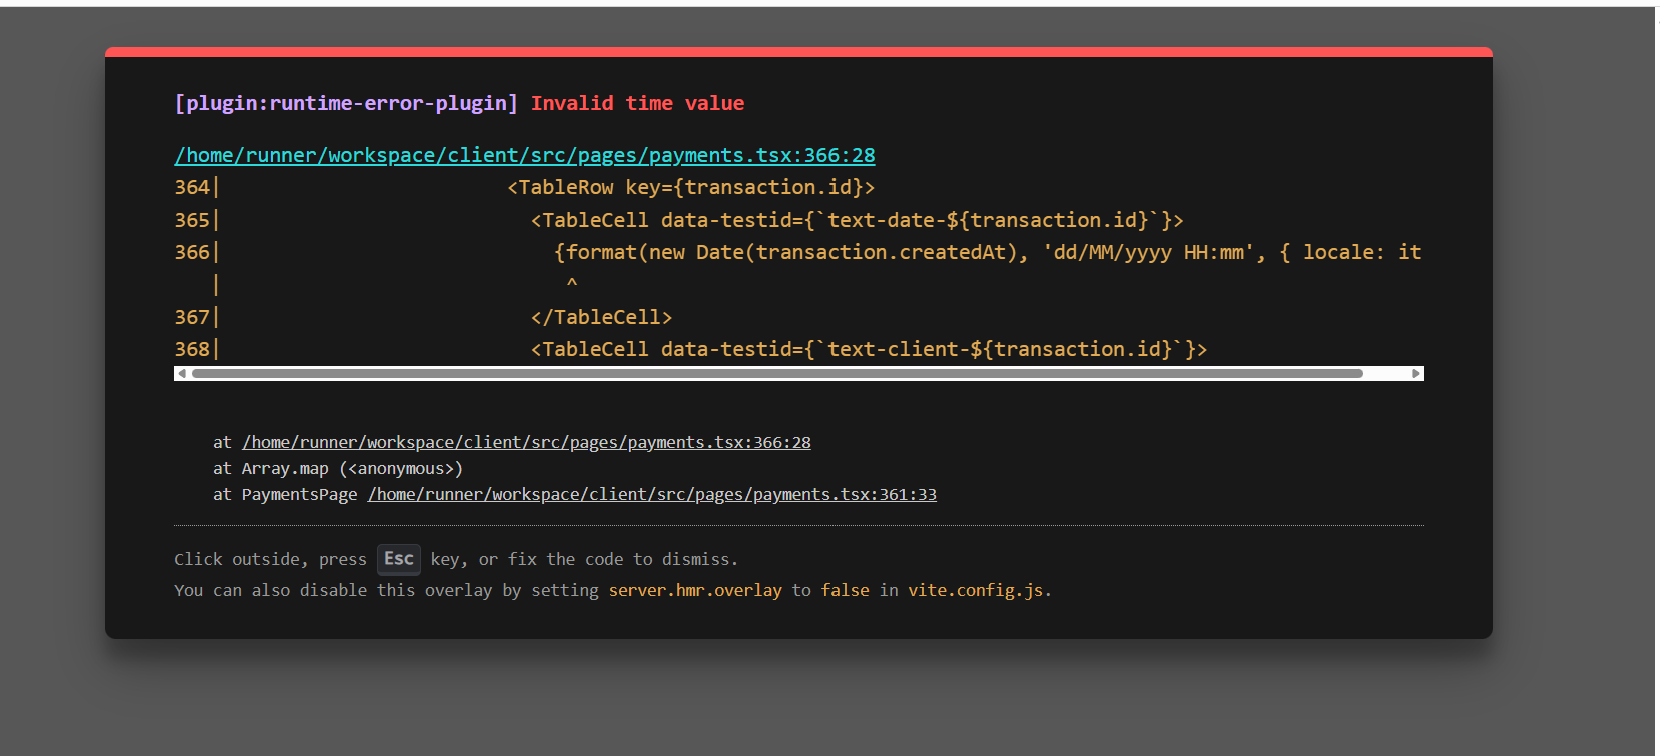 [plugin:runtime-error-plugin] Invalid time value
/home/runner/workspace/client/src/pages/payments.tsx:366:28
364|                        <TableRow key={transaction.id}>
365|                          <TableCell data-testid={`text-date-${transaction.id}`}>
366|                            {format(new Date(transaction.createdAt), 'dd/MM/yyyy HH:mm', { locale: it
   |                             ^
367|                          </TableCell>
368|                          <TableCell data-testid={`text-client-${transaction.id}`}>
at /home/runner/workspace/client/src/pages/payments.tsx:366:28
at Array.map (<anonymous>)
at PaymentsPage /home/runner/workspace/client/src/pages/payments.tsx:361:33
Click outside, press Esc key, or fix the code to dismiss.
You can also disable this overlay by setting server.hmr.overlay to false in vite.config.js.